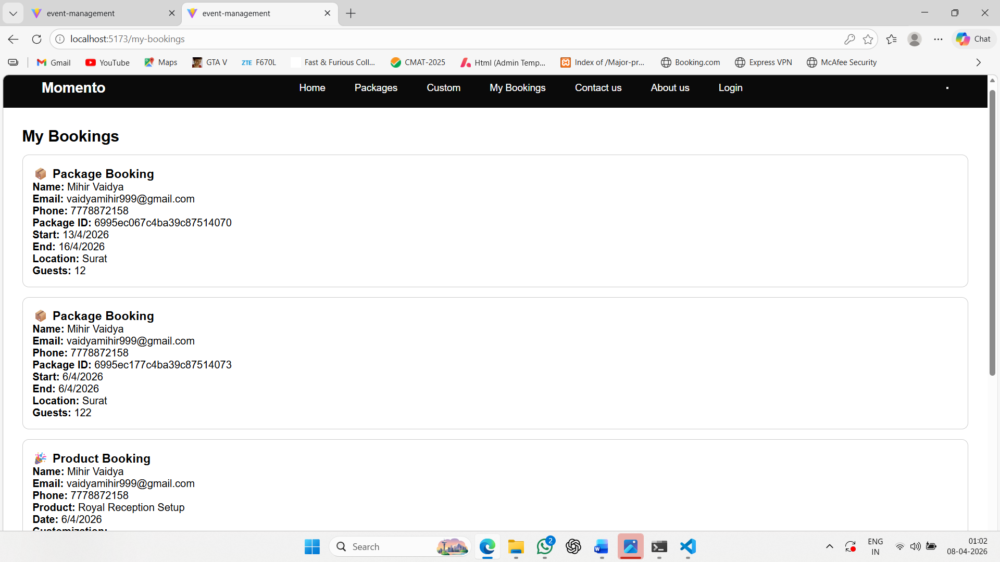 event-management
event-management
localhost:5173/my-bookings
Chat
Gmail
YouTube
Maps
GTA V
ZTE F670L
Fast & Furious Coll...
CMAT-2025
Html (Admin Temp...
Index of /Major-pr...
Booking.com
Express VPN
McAfee Security
Momento
Home
Packages
Custom
My Bookings
Contact us
About us
Login
My Bookings
Package Booking
Name: Mihir Vaidya
Email: vaidyamihir999@gmail.com
Phone: 7778872158
Package ID: 6995ec067c4ba39c87514070
Start: 13/4/2026
End: 16/4/2026
Location: Surat
Guests: 12
Package Booking
Name: Mihir Vaidya
Email: vaidyamihir999@gmail.com
Phone: 7778872158
Package ID: 6995ec177c4ba39c87514073
Start: 6/4/2026
End: 6/4/2026
Location: Surat
Guests: 122
Product Booking
Name: Mihir Vaidya
Email: vaidyamihir999@gmail.com
Phone: 7778872158
Product: Royal Reception Setup
Date: 6/4/2026
Customization:
Search
2
ENG
IN
01:02
08-04-2026